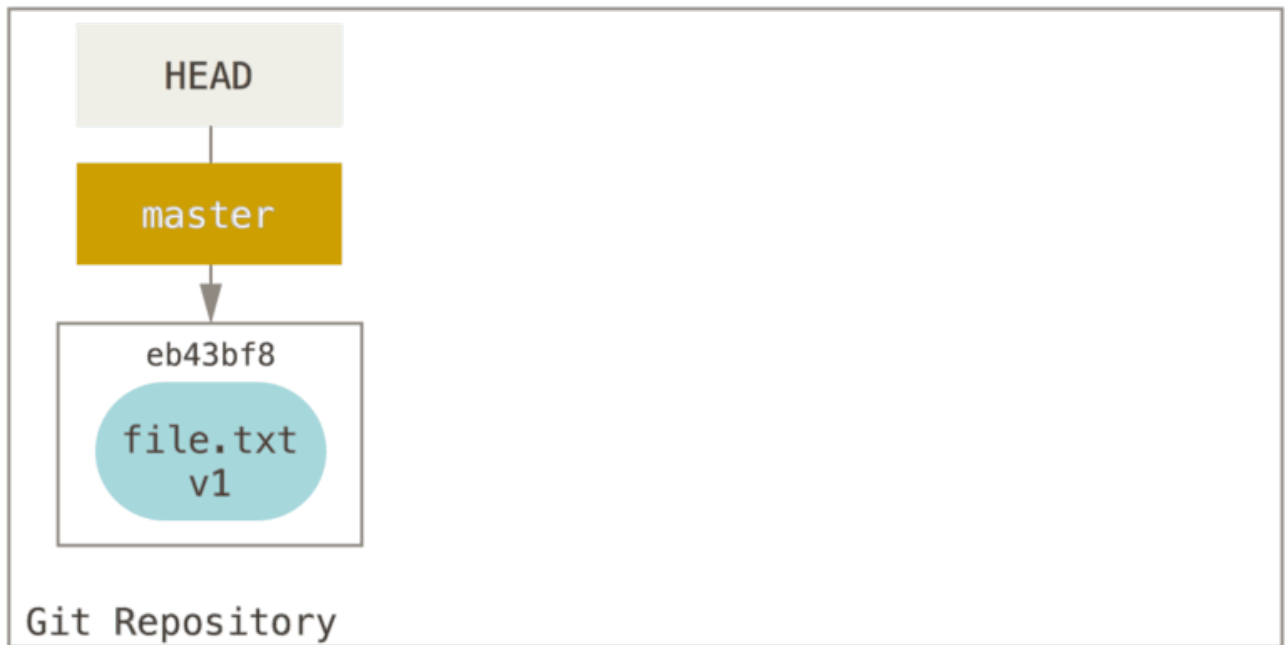 HEAD
master
eb43bf8
file.txt
v1
Git Repository